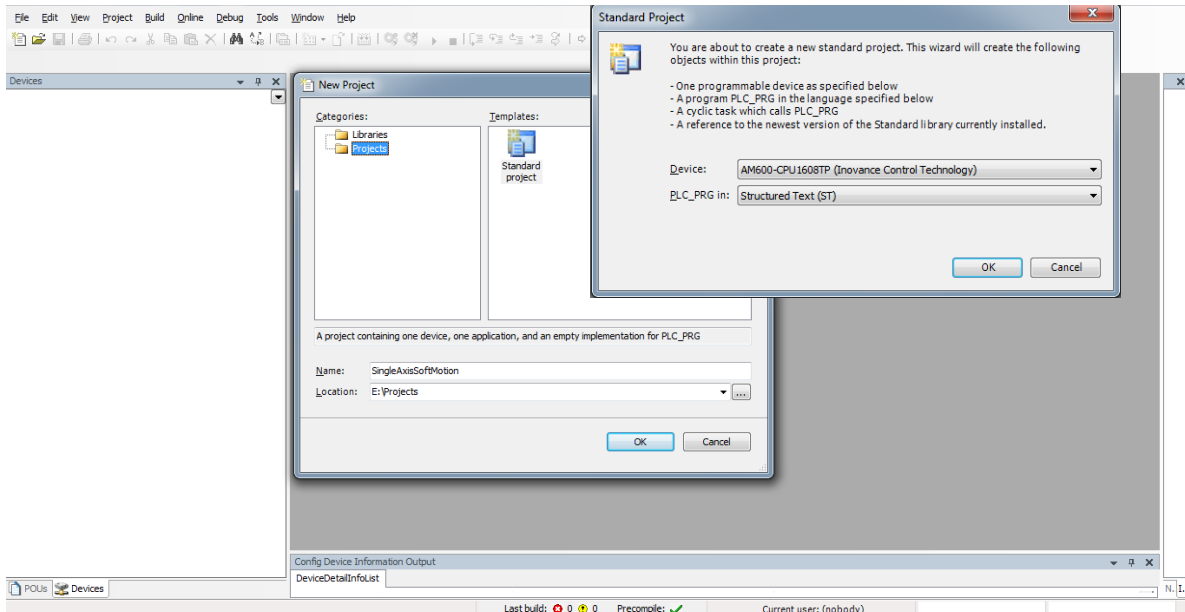 File Edit View Project Build Online Debug Tools Window Help
Devices
New Project
Categories:
Libraries
Projects
Templates:
Standard
project
A project containing one device, one application, and an empty implementation for PLC_PRG
Name: SingleAxisSoftMotion
Location: E:\Projects
...
OK Cancel
Standard Project
You are about to create a new standard project. This wizard will create the following
objects within this project:
- One programmable device as specified below
- A program PLC_PRG in the language specified below
- A cyclic task which calls PLC_PRG
- A reference to the newest version of the Standard library currently installed.
Device: AM600-CPU1608TP (Inovance Control Technology)
PLC_PRG in: Structured Text (ST)
OK Cancel
Config Device Information Output
DeviceDetailInfoList
POUs Devices
N. I.
Last build: 0 0 Precompile: Current user: (nobody)